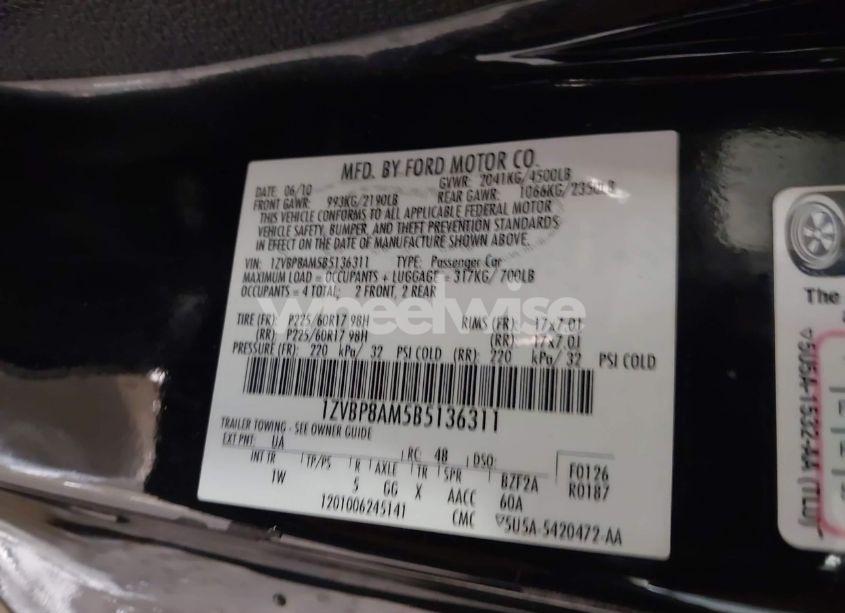 MFD. BY FORD MOTOR CO.
DATE: 06/10 GVWR: 2041KG/4500LB
FRONT GAWR: 993KG/2190LB REAR GAWR: 1066KG/2350LB
THIS VEHICLE CONFORMS TO ALL APPLICABLE FEDERAL MOTOR
VEHICLE SAFETY, BUMPER, AND THEFT PREVENTION STANDARDS
IN EFFECT ON THE DATE OF MANUFACTURE SHOWN ABOVE.
VIN: 1ZVBP8AM5B5136311 TYPE: Passenger Car
MAXIMUM LOAD = OCCUPANTS + LUGGAGE = 317KG/700LB
OCCUPANTS = 4 TOTAL: 2 FRONT, 2 REAR
Wheelwise
TIRE (FR): P225/60R17 98H RIMS (FR): 17x7.0J
(RR): P225/60R17 98H (RR): 17x7.0J
PRESSURE (FR): 220 kPa/32 PSI COLD (RR): 220 kPa/32 PSI COLD
1ZVBP8AM5B5136311
TRAILER TOWING - SEE OWNER GUIDE
EXT PNT: UA RC: 48 DSO: F0126
INT TR TP/PS R AXLE TR SPR BZF2A R0187
1W 5 GG X AACC 60A
1201006245141 CMC ▽5U5A-5420472-AA
The
▽5U5A-1532-AA (TLU)